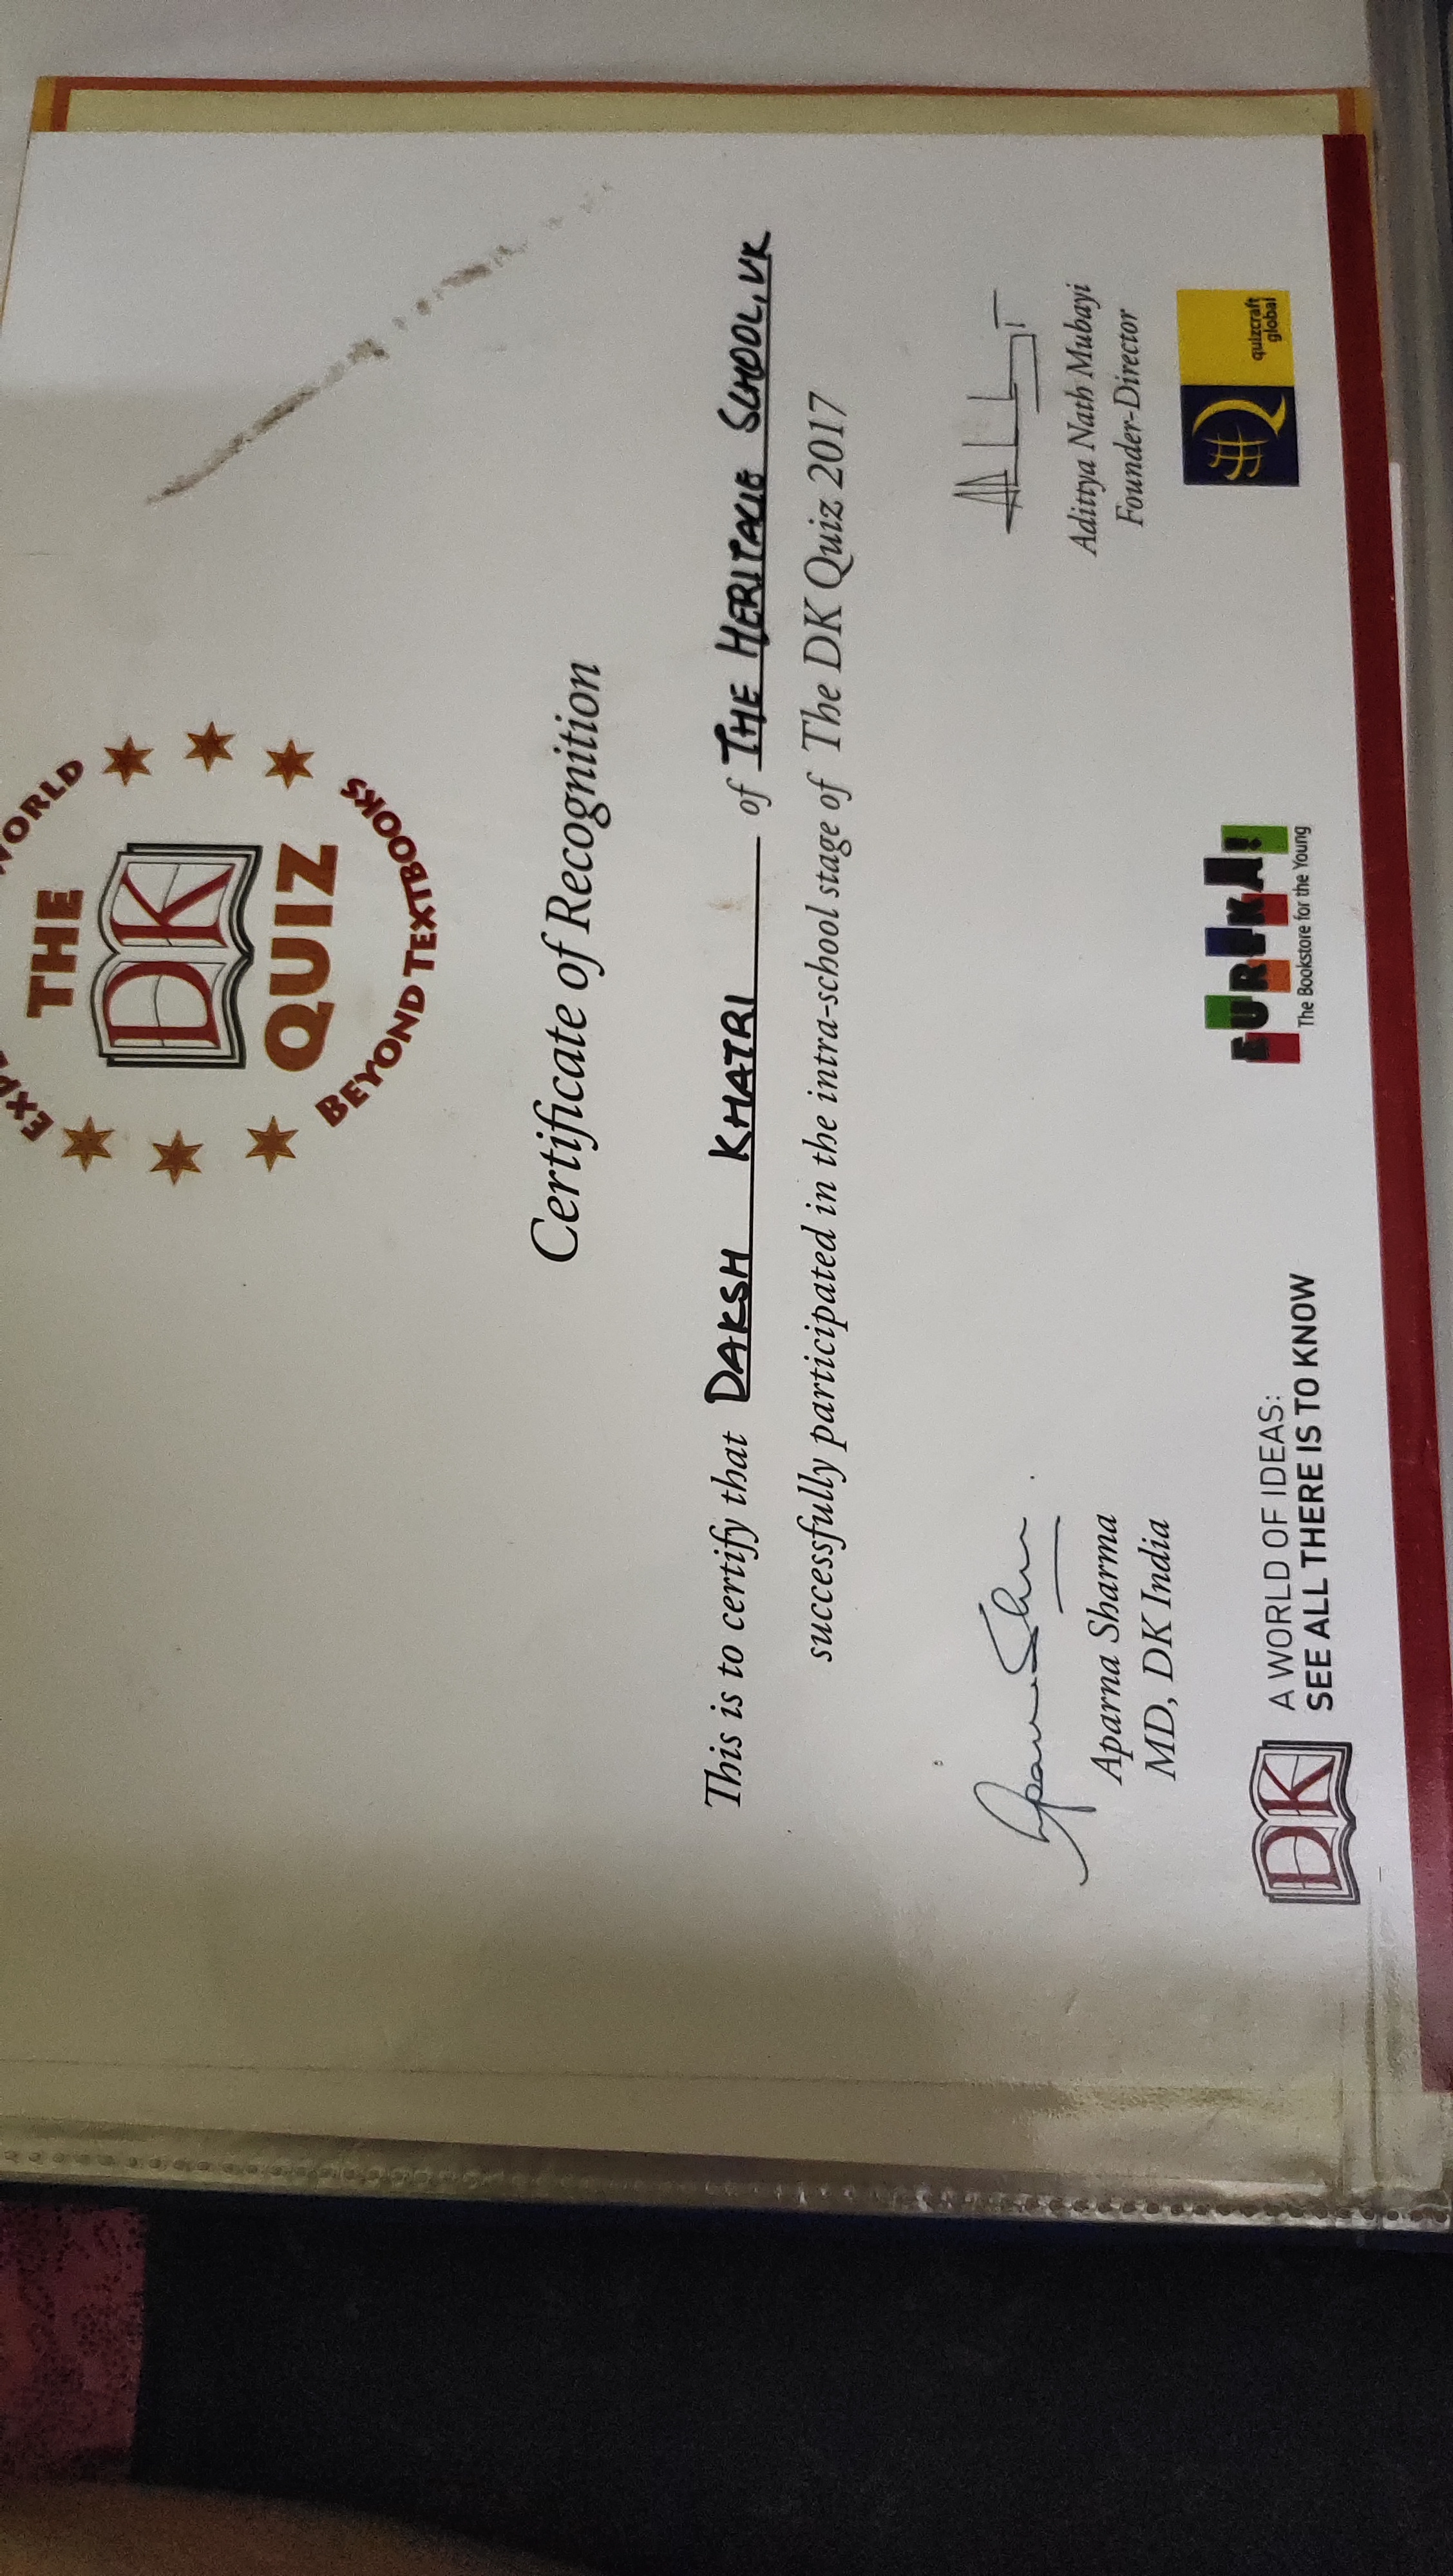 WORLD
THE
DK
QUIZ
BEYOND TEXTBOOKS
Certificate of Recognition
This is to certify that DAKSH KHATRI of THE HERITAGE SCHOOL, VK
successfully participated in the intra-school stage of The DK Quiz 2017
Aparna Sharma
MD, DK India
Adittya Nath Mubayi
Founder-Director
DK
A WORLD OF IDEAS:
SEE ALL THERE IS TO KNOW
EUREKA!
The Bookstore for the Young
quizcraft
global